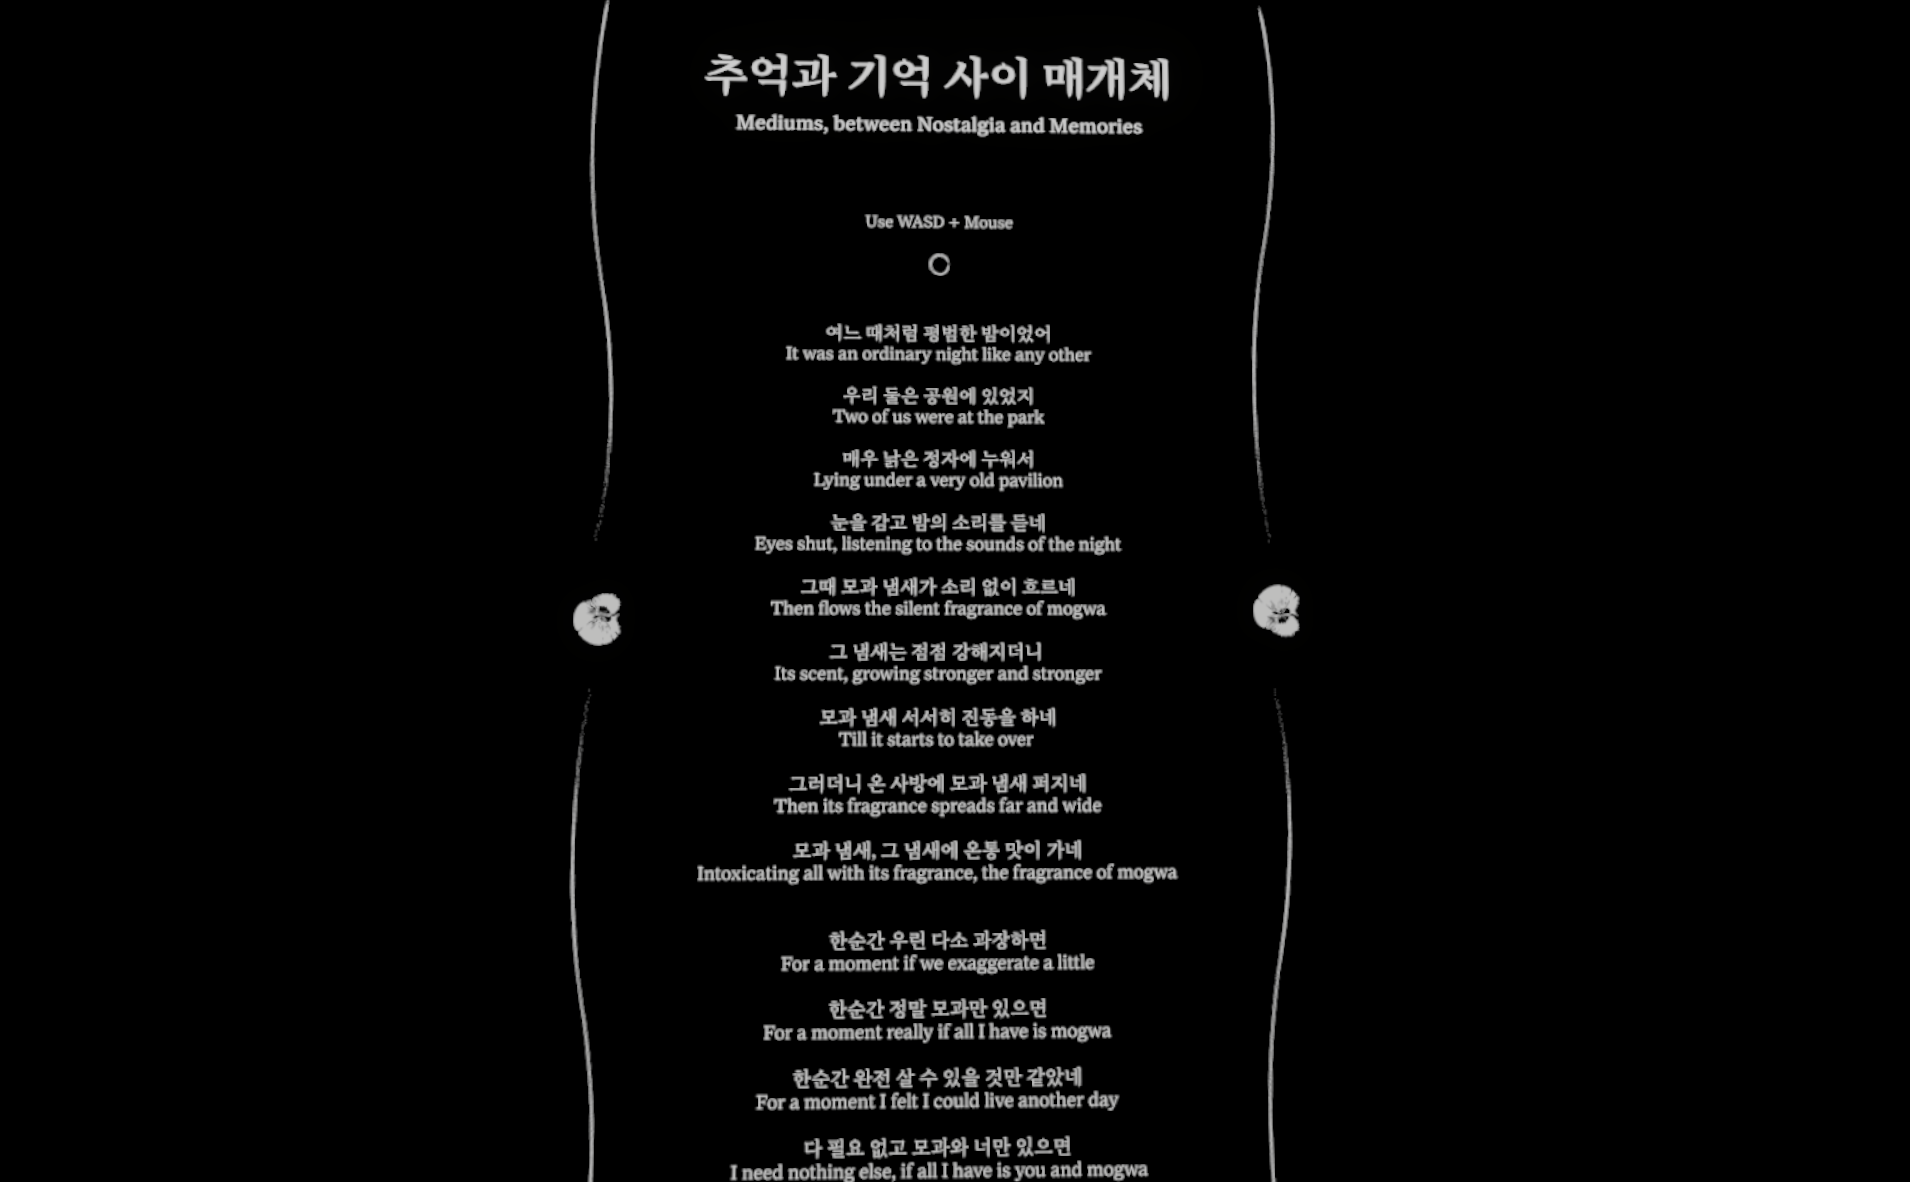 추억과 기억 사이 매개체
Mediums, between Nostalgia and Memories
Use WASD + Mouse
여느 때처럼 평범한 밤이었어
It was an ordinary night like any other
우리 둘은 공원에 있었지
Two of us were at the park
매우 낡은 정자에 누워서
Lying under a very old pavilion
눈을 감고 밤의 소리를 듣네
Eyes shut, listening to the sounds of the night
그때 모과 냄새가 소리 없이 흐르네
Then flows the silent fragrance of mogwa
그 냄새는 점점 강해지더니
Its scent, growing stronger and stronger
모과 냄새 서서히 진동을 하네
Till it starts to take over
그러더니 온 사방에 모과 냄새 퍼지네
Then its fragrance spreads far and wide
모과 냄새, 그 냄새에 온통 맛이 가네
Intoxicating all with its fragrance, the fragrance of mogwa
한순간 우린 다소 과장하면
For a moment if we exaggerate a little
한순간 정말 모과만 있으면
For a moment really if all I have is mogwa
한순간 완전 살 수 있을 것만 같았네
For a moment I felt I could live another day
다 필요 없고 모과와 너만 있으면
I need nothing else, if all I have is you and mogwa